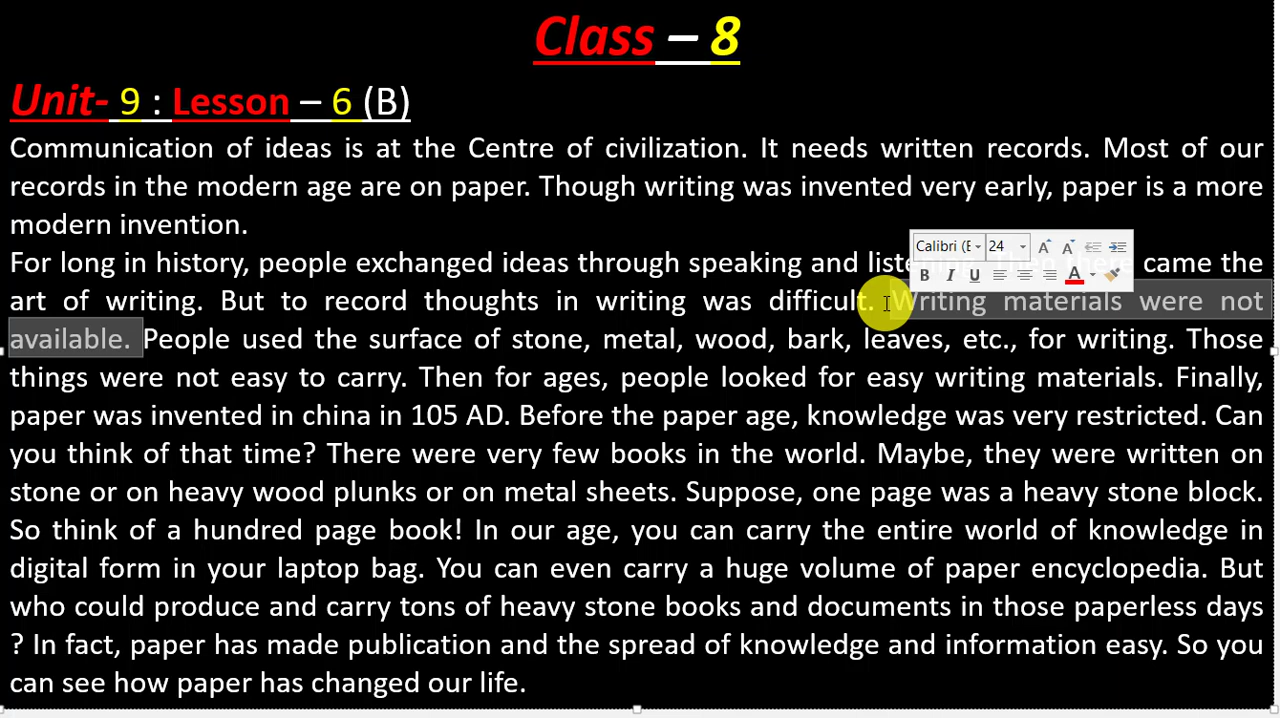 Class – 8
Unit- 9 : Lesson – 6 (B)
Communication of ideas is at the Centre of civilization. It needs written records. Most of our
records in the modern age are on paper. Though writing was invented very early, paper is a more
modern invention.
For long in history, people exchanged ideas through speaking and came the
art of writing. But to record thoughts in writing was difficult. Writing materials were not
available. People used the surface of stone, metal, wood, bark, leaves, etc., for writing. Those
things were not easy to carry. Then for ages, people looked for easy writing materials. Finally,
paper was invented in china in 105 AD. Before the paper age, knowledge was very restricted. Can
you think of that time? There were very few books in the world. Maybe, they were written on
stone or on heavy wood plunks or on metal sheets. Suppose, one page was a heavy stone block.
So think of a hundred page book! In our age, you can carry the entire world of knowledge in
digital form in your laptop bag. You can even carry a huge volume of paper encyclopedia. But
who could produce and carry tons of heavy stone books and documents in those paperless days
? In fact, paper has made publication and the spread of knowledge and information easy. So you
can see how paper has changed our life.
Calibri (E 24 A A
B I U A